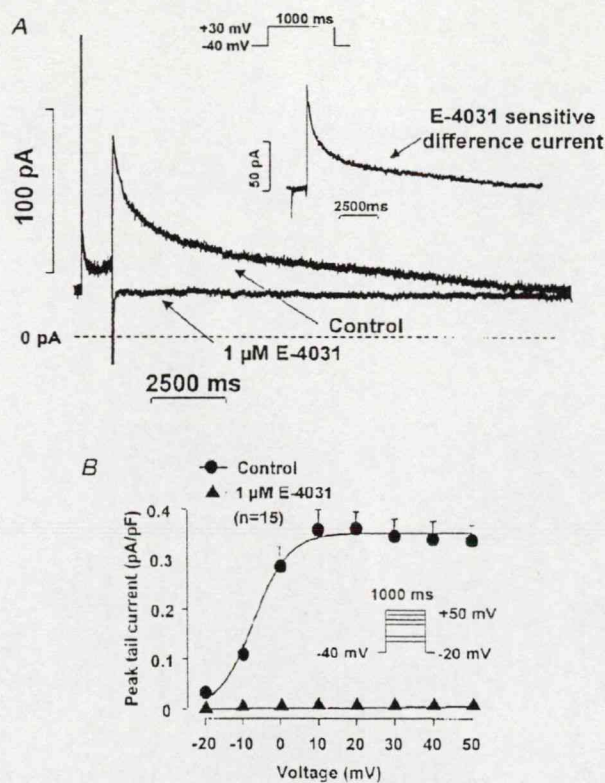 A
1000 ms
+30 mV
-40 mV
100 pA
50 pA
E-4031 sensitive
difference current
2500ms
Control
0 pA
1 µM E-4031
2500 ms
B
Control
1 µM E-4031
(n=15)
Peak tail current (pA/pF)
0.4
0.3
0.2
0.1
0
1000 ms
+50 mV
-40 mV
-20 mV
-20 -10 0 10 20 30 40 50
Voltage (mV)